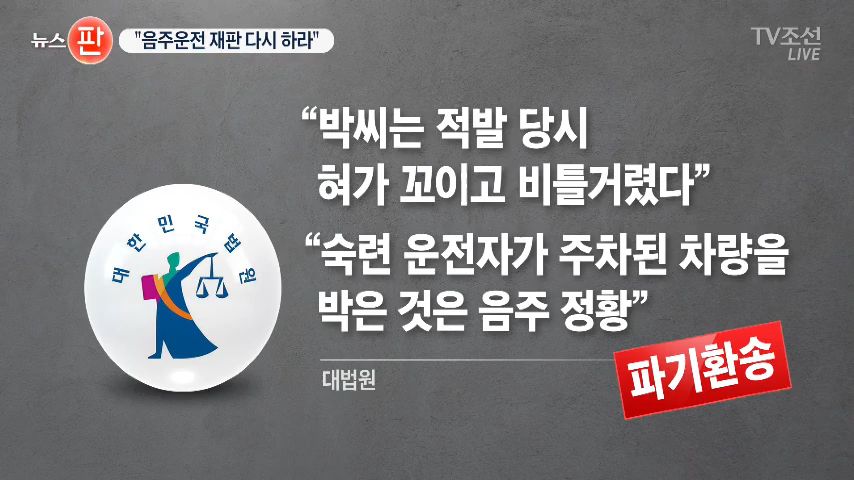 뉴스 판 "음주운전 재판 다시 하라"
TV조선
LIVE
“박씨는 적발 당시
혀가 꼬이고 비틀거렸다”
대한민국법원
“숙련 운전자가 주차된 차량을
박은 것은 음주 정황”
대법원
파기환송